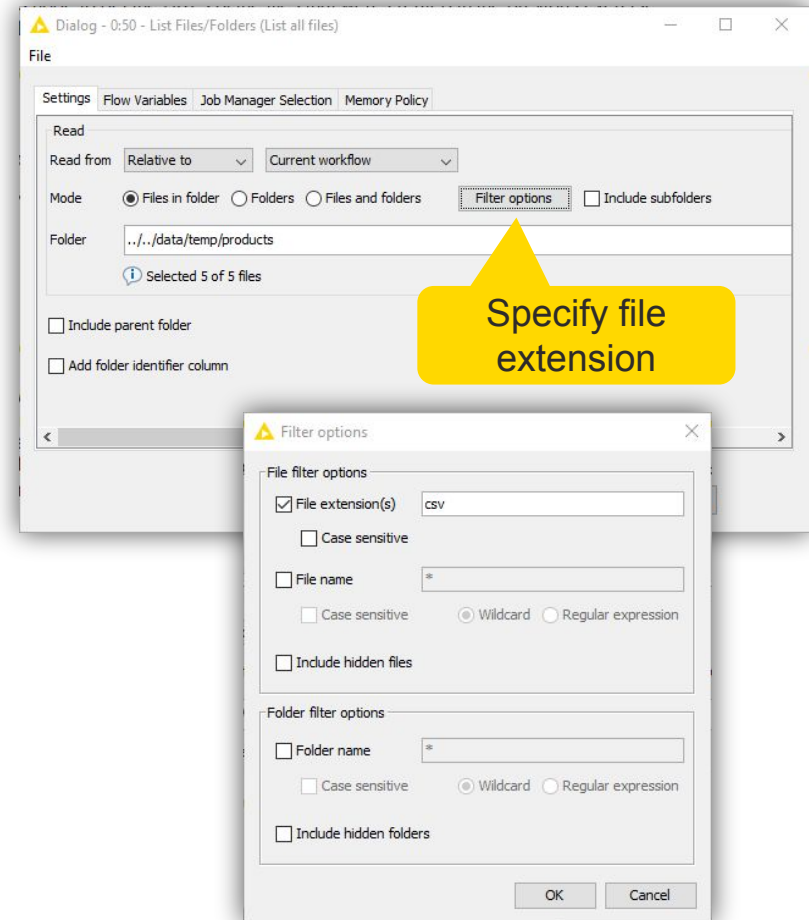 Dialog - 0:50 - List Files/Folders (List all files)
File
Settings Flow Variables Job Manager Selection Memory Policy
Read
Read from Relative to Current workflow
Mode Files in folder Folders Files and folders Filter options Include subfolders
Folder ../../data/temp/products
Selected 5 of 5 files
Specify file
extension
Include parent folder
Add folder identifier column
Filter options
File filter options
File extension(s) csv
Case sensitive
File name *
Case sensitive Wildcard Regular expression
Include hidden files
Folder filter options
Folder name *
Case sensitive Wildcard Regular expression
Include hidden folders
OK Cancel